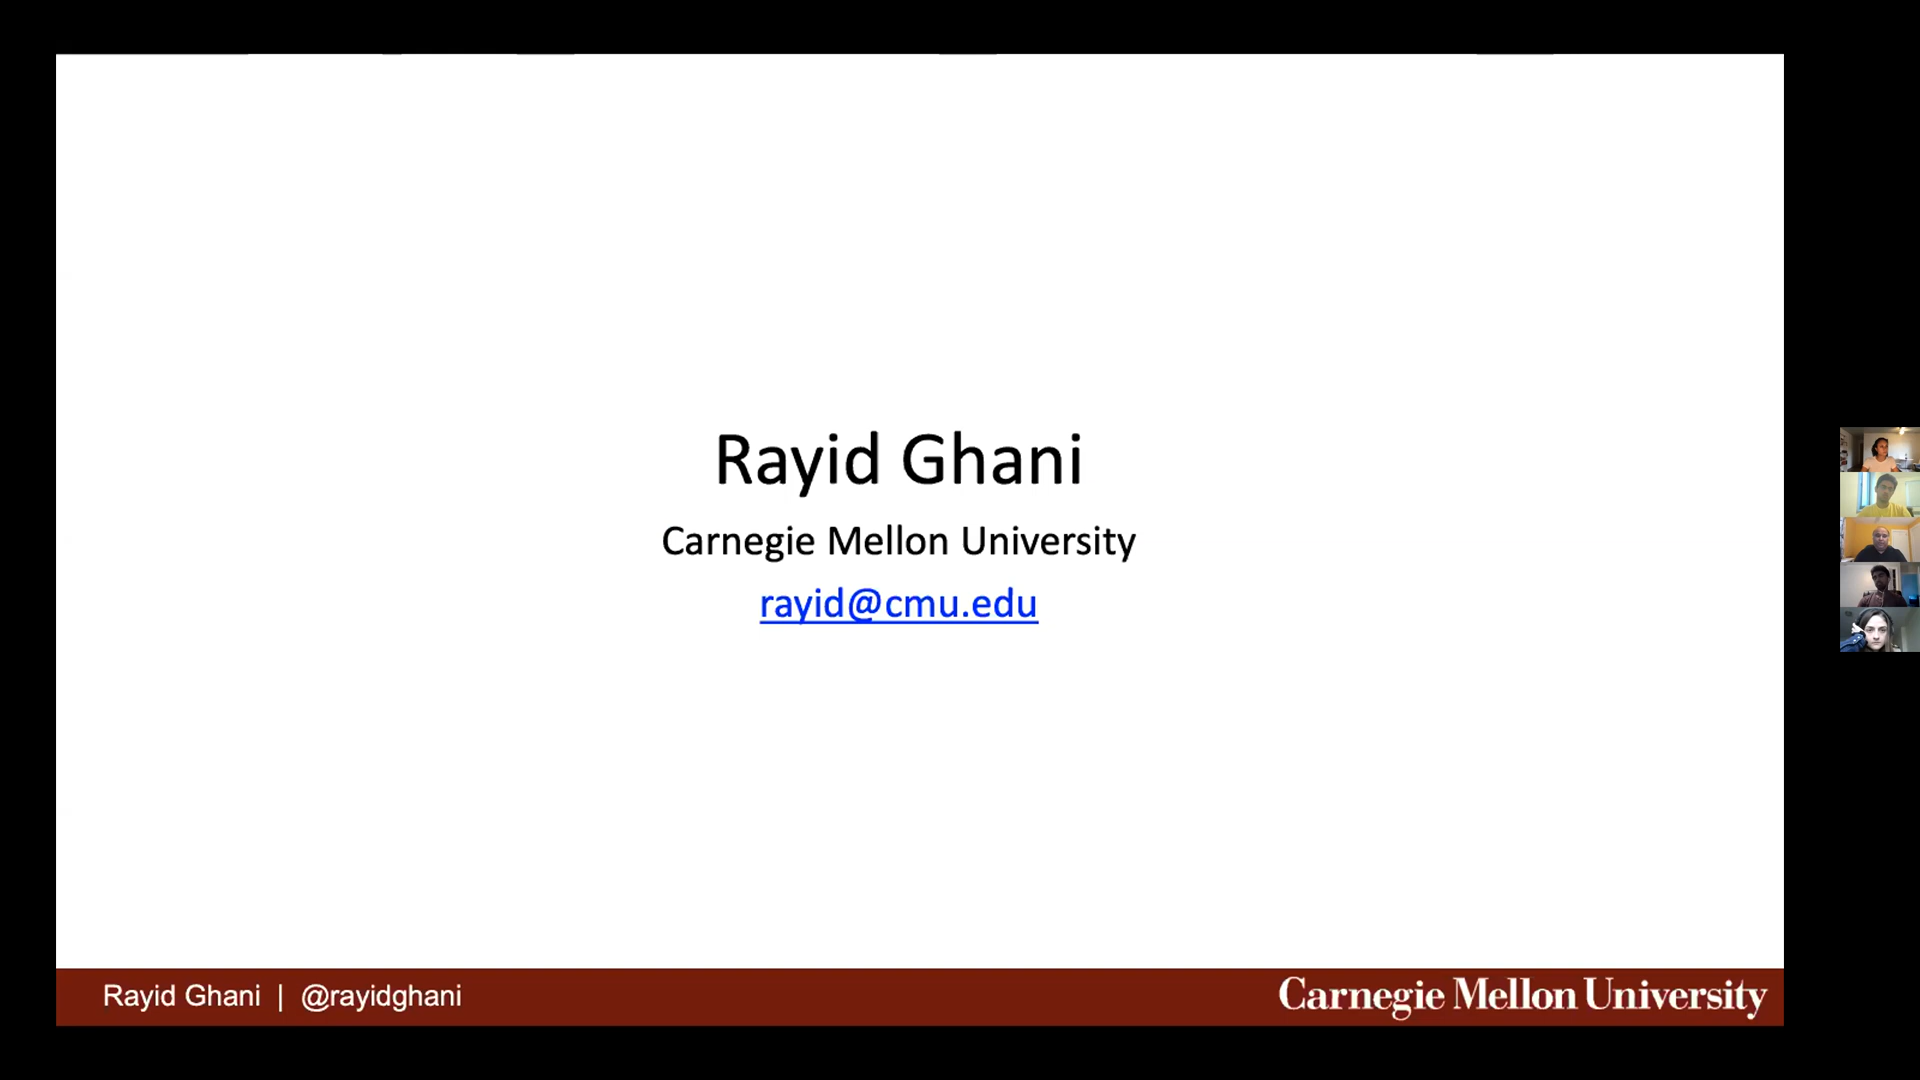 Rayid Ghani
Carnegie Mellon University
rayid@cmu.edu
Rayid Ghani | @rayidghani
Carnegie Mellon University